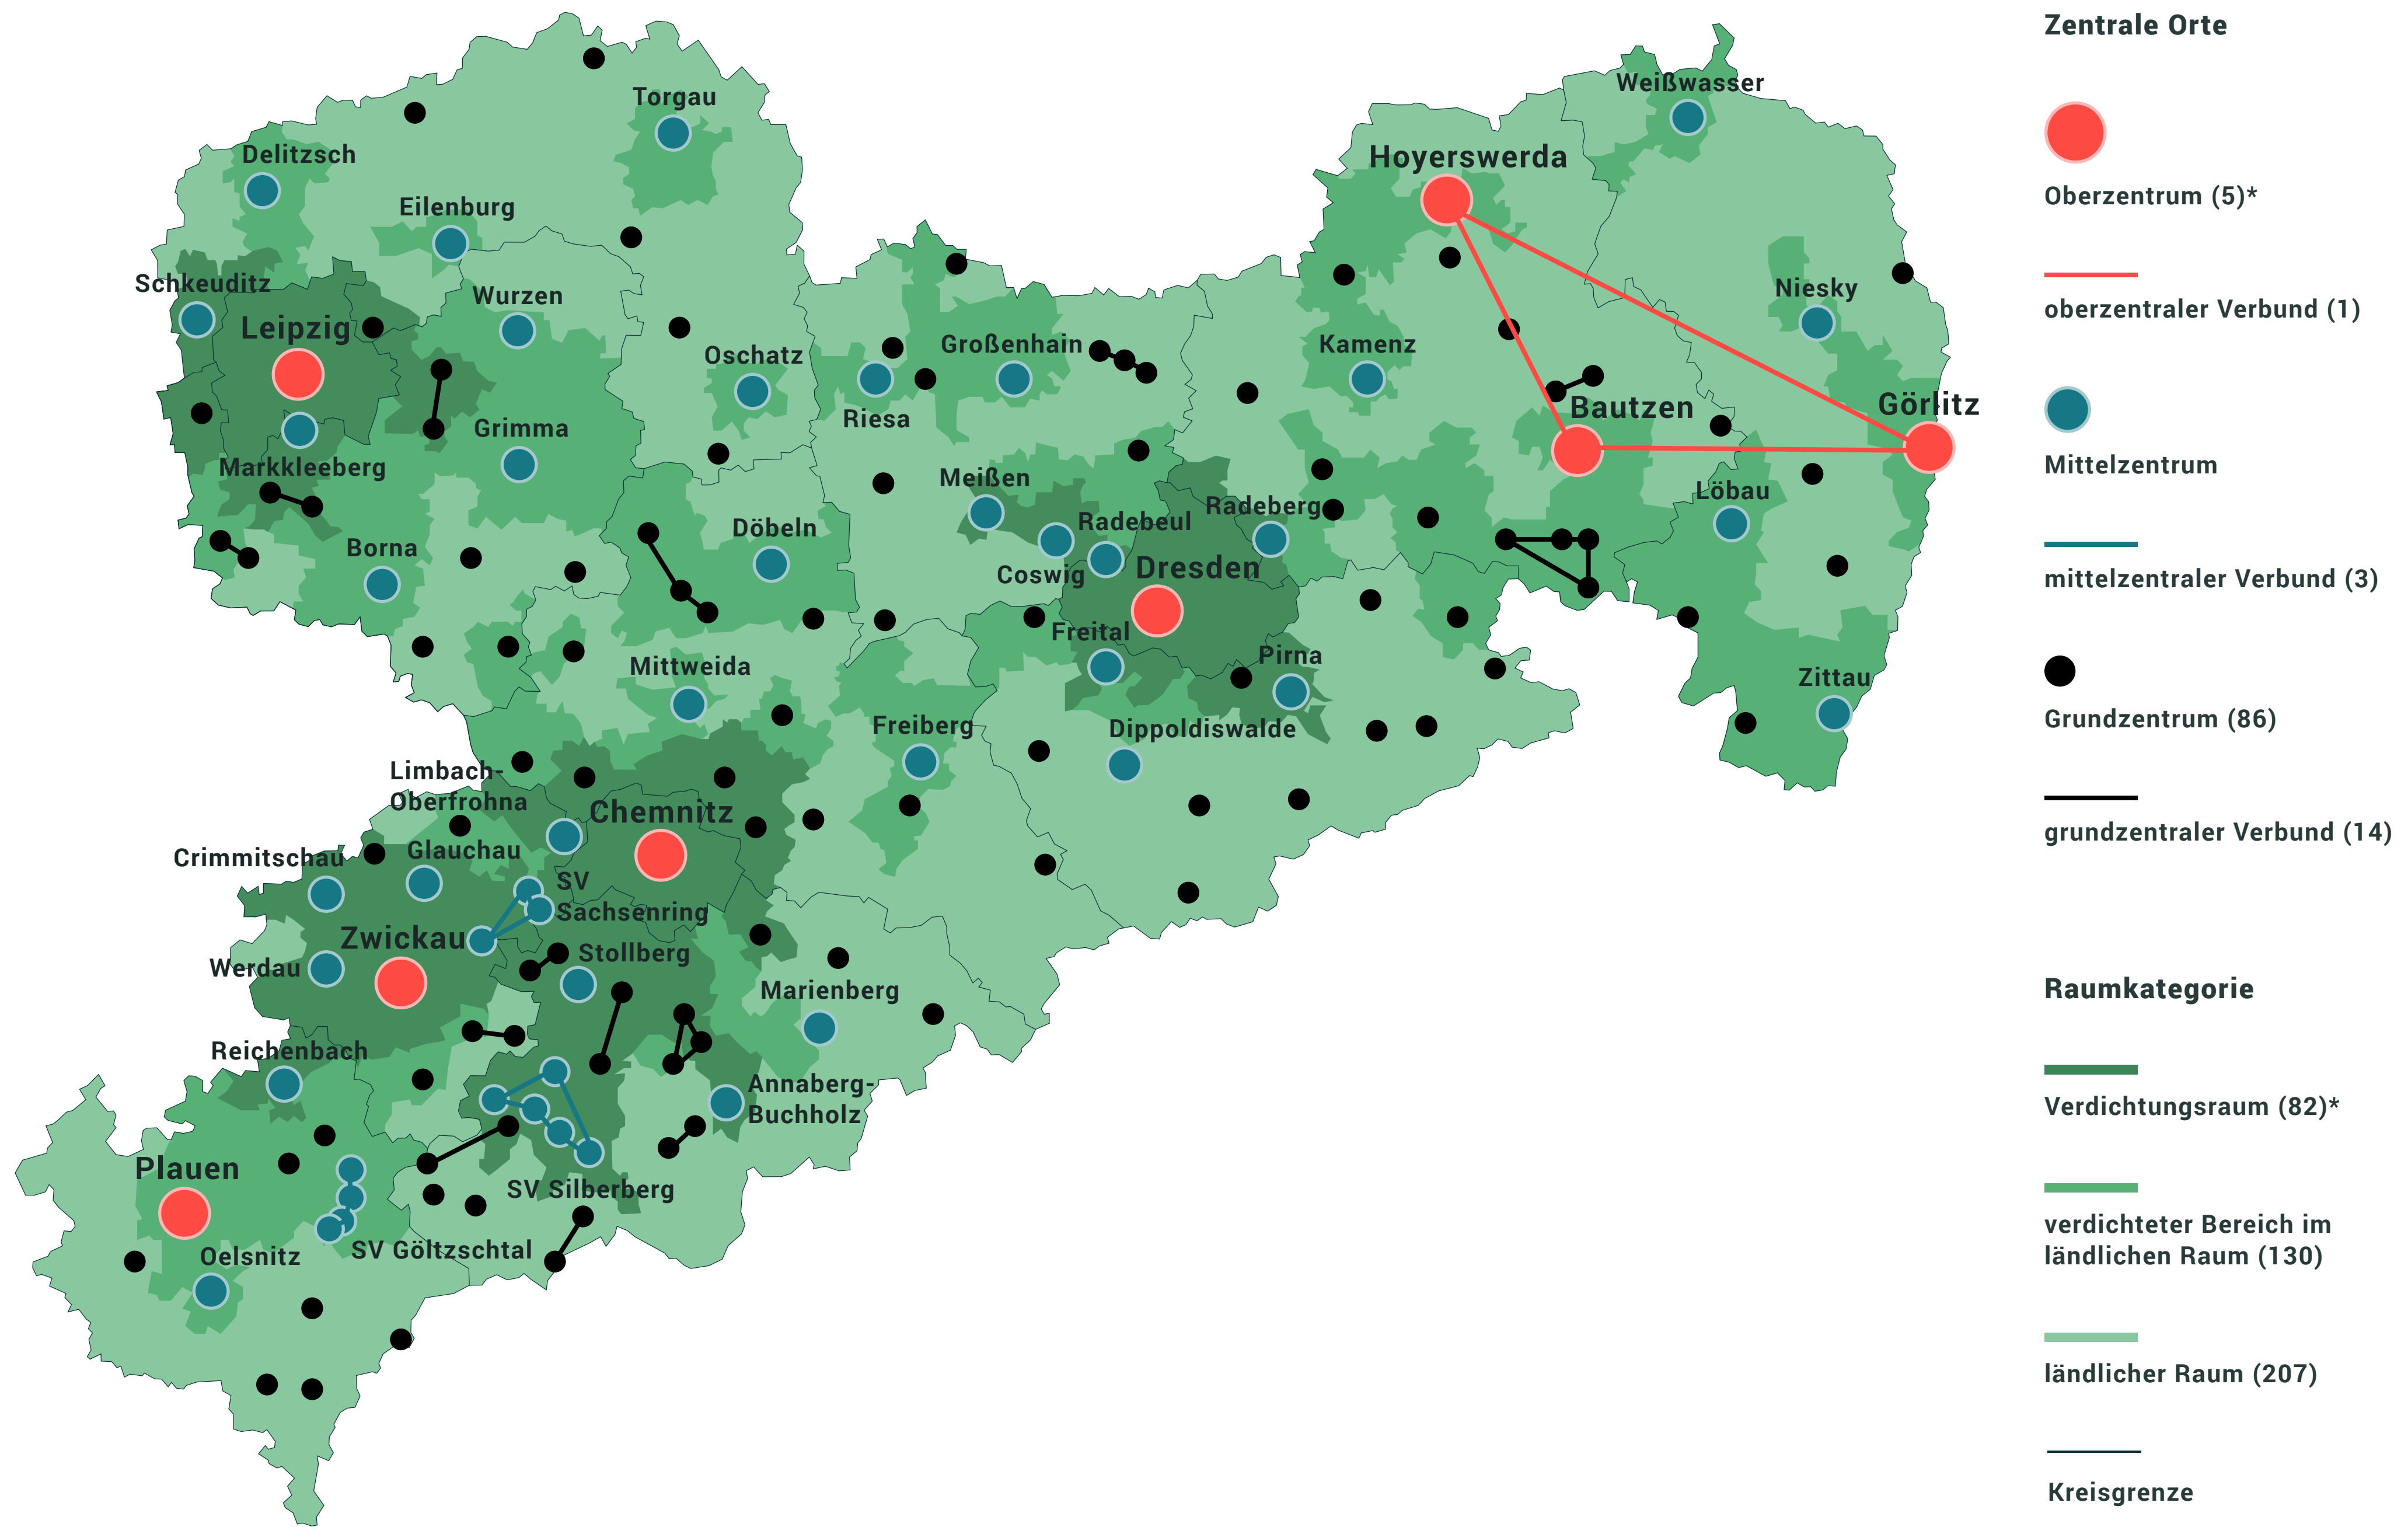 Torgau
Delitzsch
Eilenburg
Schkeuditz
Wurzen
Leipzig
Oschatz
Grimma
Markkleeberg
Borna
Döbeln
Mittweida
Riesa
Großenhain
Meißen
Radebeul
Radeberg
Coswig
Dresden
Freital
Pirna
Dippoldiswalde
Freiberg
Weißwasser
Hoyerswerda
Niesky
Kamenz
Bautzen
Görlitz
Löbau
Zittau
Limbach-
Oberfrohna
Chemnitz
Crimmitschau
Glauchau
SV
Sachsenring
Zwickau
Stollberg
Werdau
Marienberg
Reichenbach
Annaberg-
Buchholz
Plauen
SV Silberberg
SV Göltzschtal
Oelsnitz
Zentrale Orte
Oberzentrum (5)*
oberzentraler Verbund (1)
Mittelzentrum
mittelzentraler Verbund (3)
Grundzentrum (86)
grundzentraler Verbund (14)
Raumkategorie
Verdichtungsraum (82)*
verdichteter Bereich im
ländlichen Raum (130)
ländlicher Raum (207)
Kreisgrenze